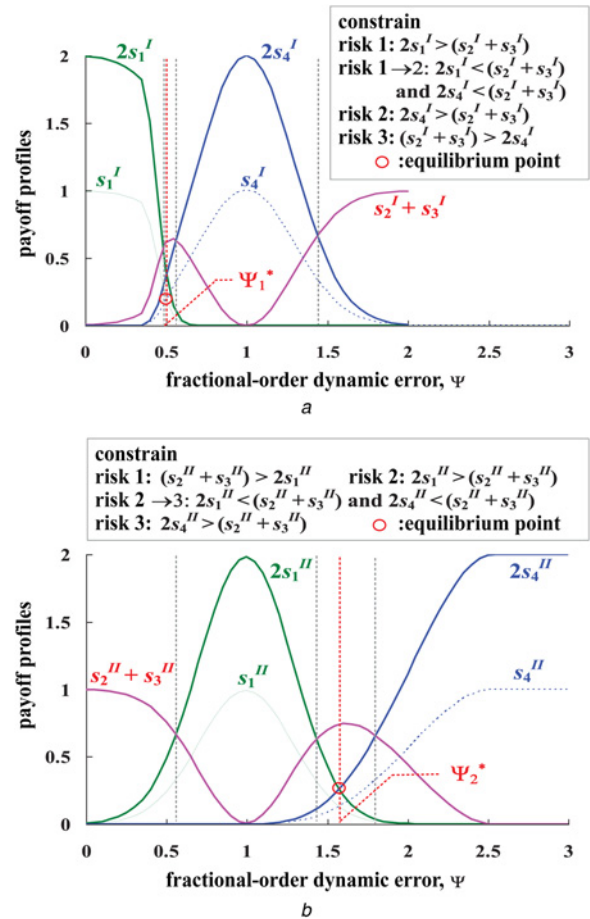 constrain
risk 1: 2s₁ᴵ > (s₂ᴵ + s₃ᴵ)
risk 1 → 2: 2s₁ᴵ < (s₂ᴵ + s₃ᴵ)
and 2s₄ᴵ < (s₂ᴵ + s₃ᴵ)
risk 2: 2s₄ᴵ > (s₂ᴵ + s₃ᴵ)
risk 3: (s₂ᴵ + s₃ᴵ) > 2s₄ᴵ
:equilibrium point
payoff profiles
2
1.5
1
0.5
0
2s₁ᴵ
2s₄ᴵ
s₁ᴵ
s₄ᴵ
s₂ᴵ + s₃ᴵ
Ψ₁*
0 0.5 1 1.5 2 2.5 3
fractional-order dynamic error, Ψ
a
constrain
risk 1: (s₂ᴵᴵ + s₃ᴵᴵ) > 2s₁ᴵᴵ risk 2: 2s₁ᴵᴵ > (s₂ᴵᴵ + s₃ᴵᴵ)
risk 2 → 3: 2s₁ᴵᴵ < (s₂ᴵᴵ + s₃ᴵᴵ) and 2s₄ᴵᴵ < (s₂ᴵᴵ + s₃ᴵᴵ)
risk 3: 2s₄ᴵᴵ > (s₂ᴵᴵ + s₃ᴵᴵ) :equilibrium point
payoff profiles
2
1.5
1
0.5
0
2s₁ᴵᴵ
2s₄ᴵᴵ
s₂ᴵᴵ + s₃ᴵᴵ
s₁ᴵᴵ
s₄ᴵᴵ
Ψ₂*
0 0.5 1 1.5 2 2.5 3
fractional-order dynamic error, Ψ
b